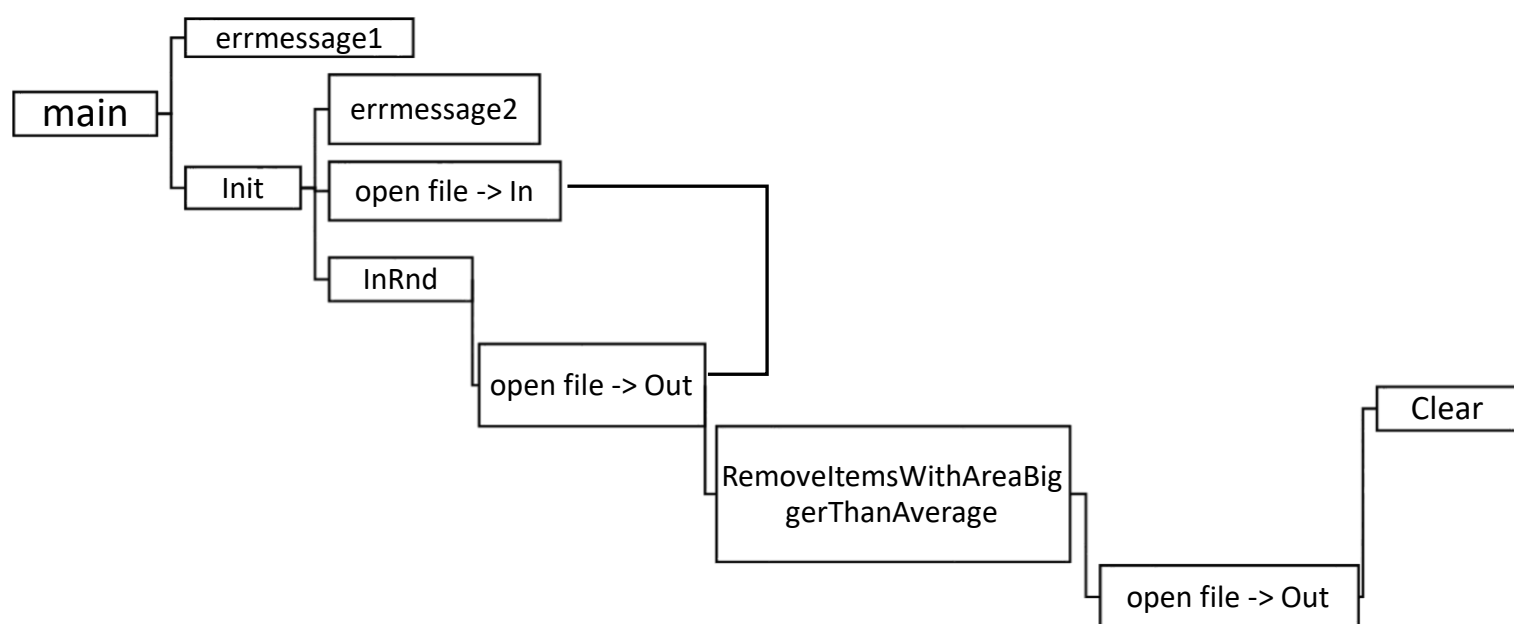 errmessage1
main
errmessage2
Init
open file -> In
InRnd
open file -> Out
Clear
RemoveItemsWithAreaBig
gerThanAverage
open file -> Out